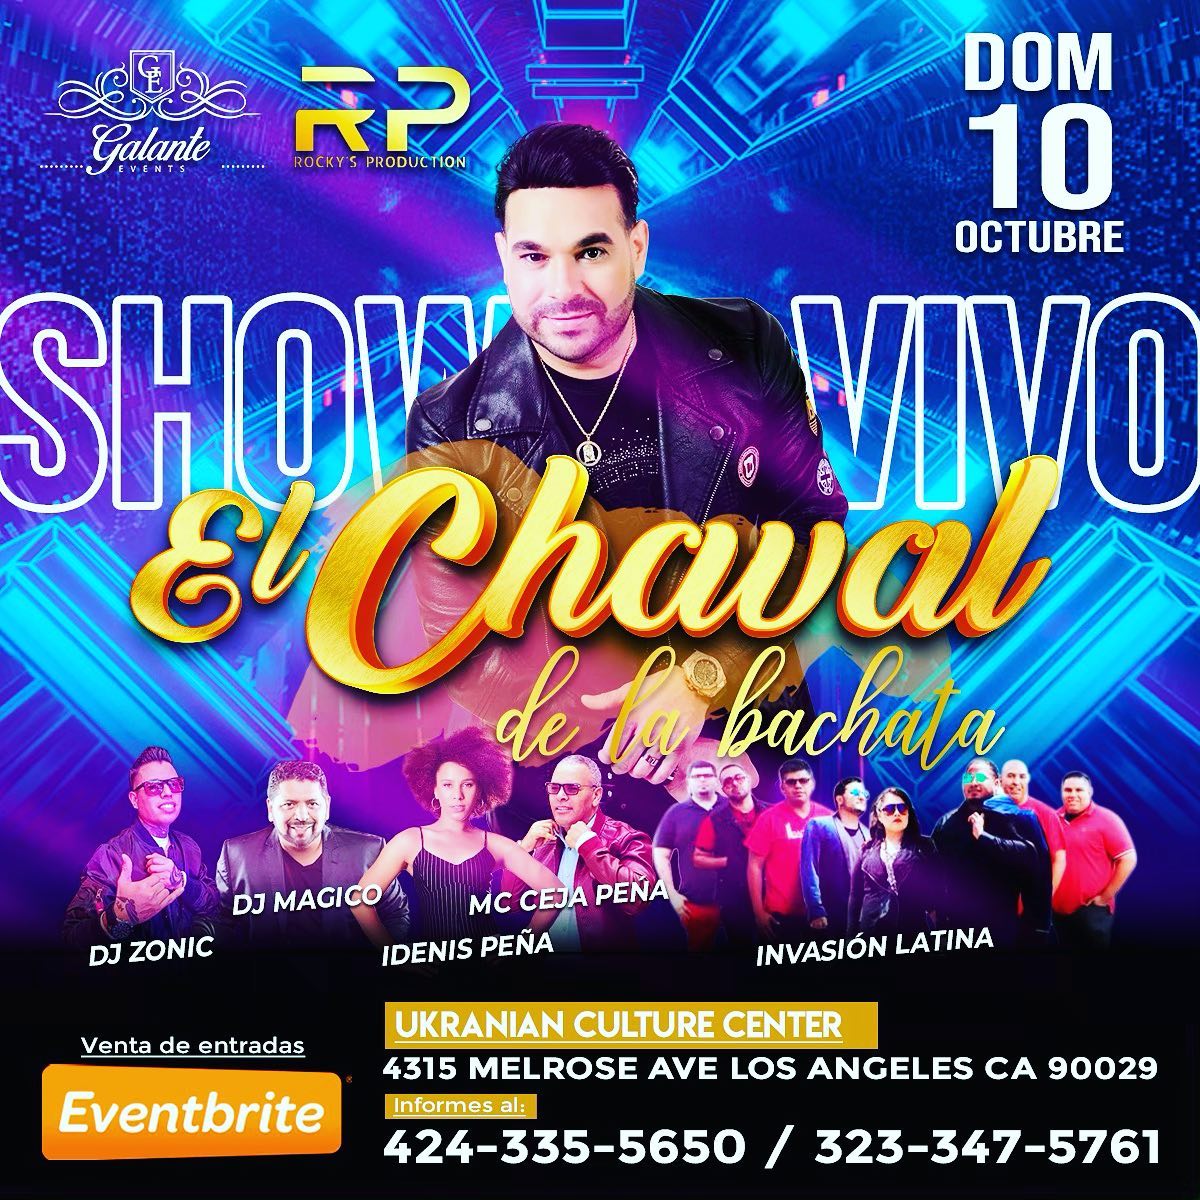 GPE
Galante
EVENTS
RP
ROCKY'S PRODUCTION
DOM
10
OCTUBRE
SHOW VIVO
El Chaval
de la bachata
DJ ZONIC
DJ MAGICO
IDENIS PEÑA
MC CEJA PEÑA
INVASIÓN LATINA
Venta de entradas
Eventbrite
UKRANIAN CULTURE CENTER
4315 MELROSE AVE LOS ANGELES CA 90029
Informes al:
424-335-5650 / 323-347-5761